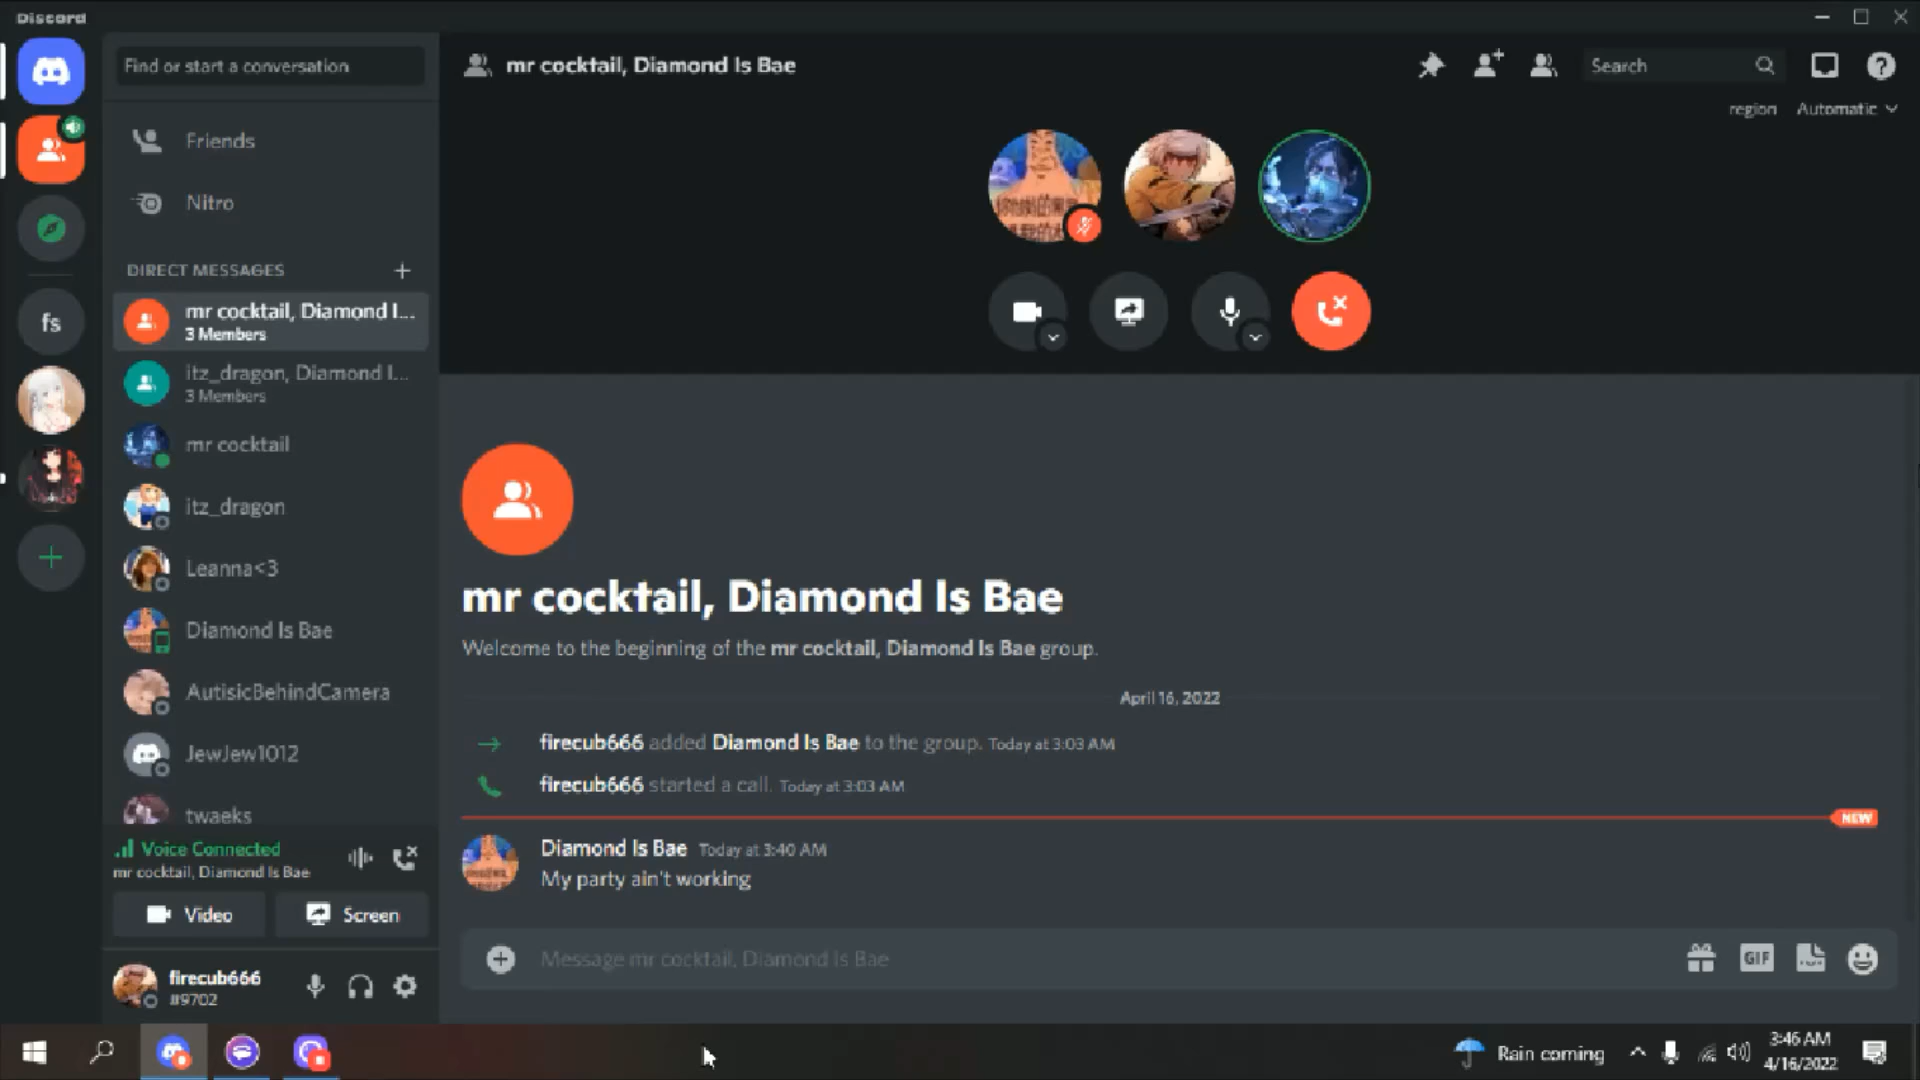 Discord
Find or start a conversation
mr cocktail, Diamond Is Bae
Search
region
Automatic
Friends
Nitro
DIRECT MESSAGES
mr cocktail, Diamond I...
3 Members
itz_dragon, Diamond I...
3 Members
fs
mr cocktail
itz_dragon
Leanna<3
Diamond Is Bae
AutisicBehindCamera
JewJew1012
twaeks
mr cocktail, Diamond Is Bae
Welcome to the beginning of the mr cocktail, Diamond Is Bae group.
April 16, 2022
firecub666 added Diamond Is Bae to the group. Today at 3:03 AM
firecub666 started a call. Today at 3:03 AM
NEW
Diamond Is Bae Today at 3:40 AM
My party ain't working
Voice Connected
mr cocktail, Diamond Is Bae
Video
Screen
firecub666
#9702
Message mr cocktail, Diamond Is Bae
GIF
Rain coming
3:46 AM
4/16/2022